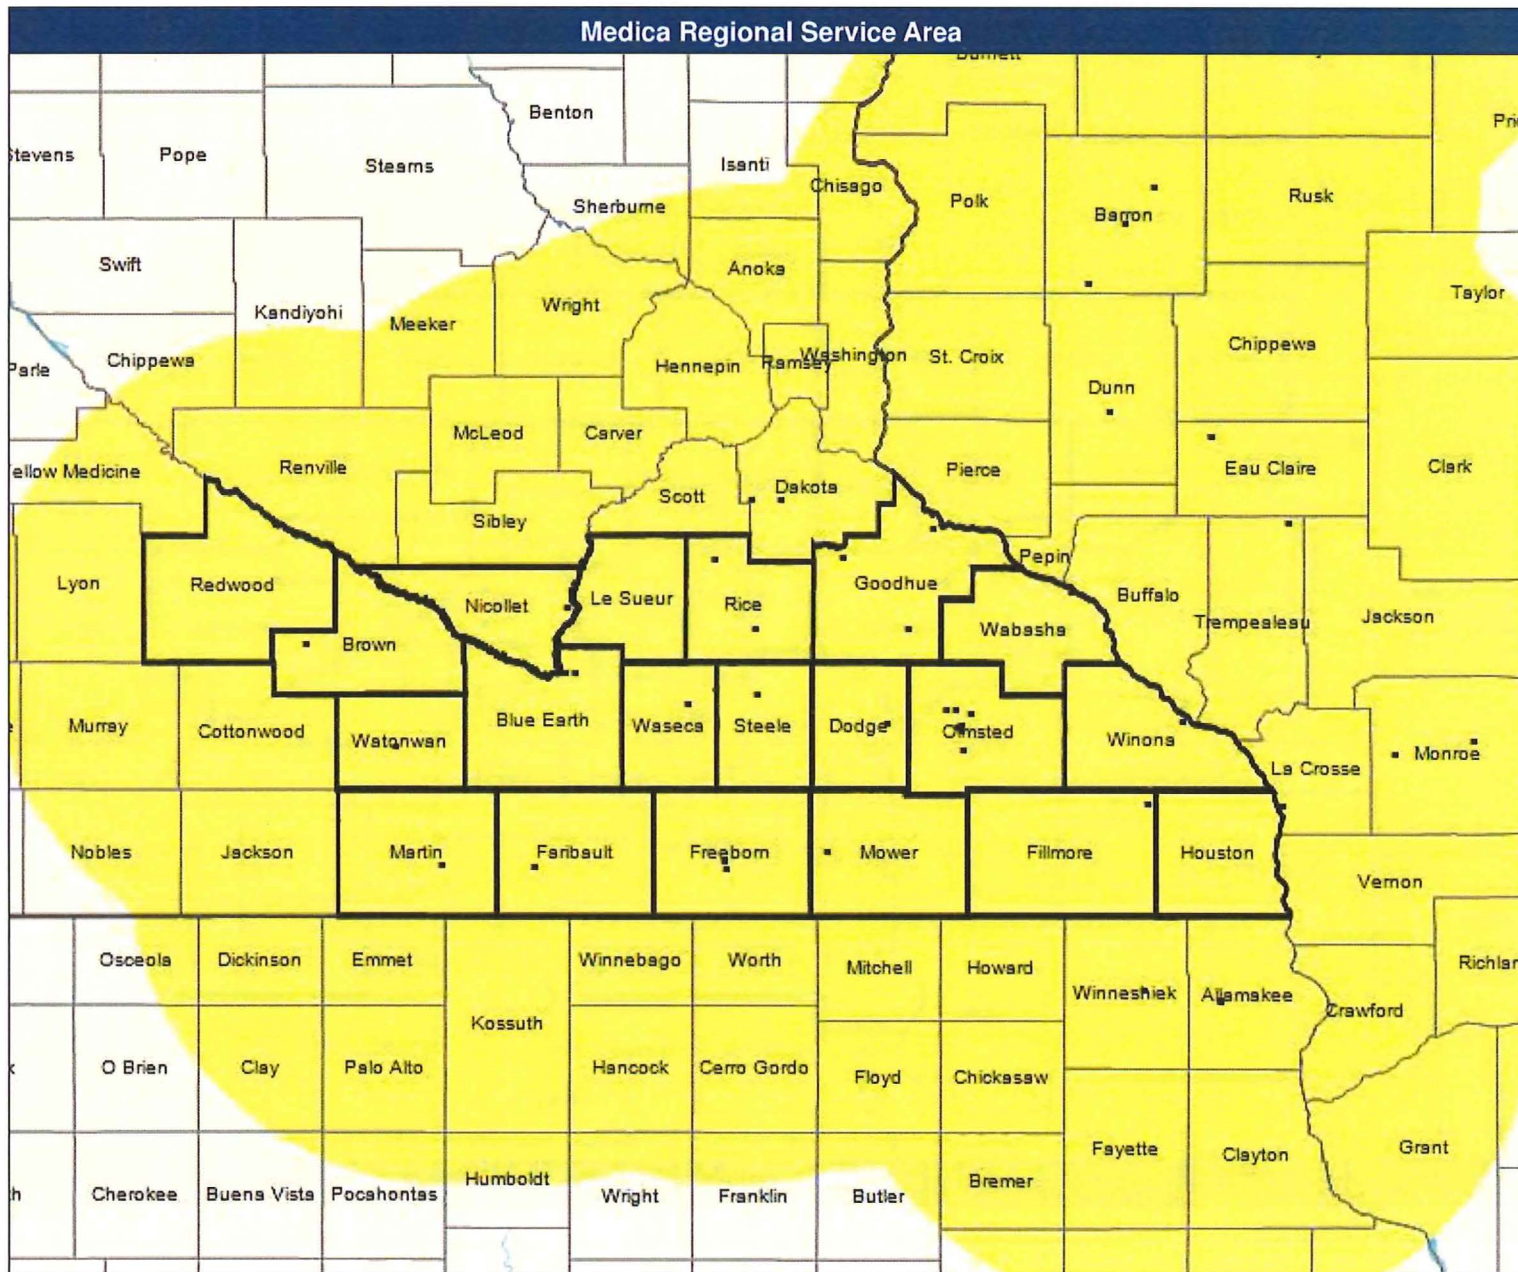 Medica Regional Service Area
Benton
Stevens
Pope
Stearns
Isanti
Chisago
Sherburne
Polk
Barron
Rusk
Swift
Kandiyohi
Anoka
Wright
Meeker
Taylor
Chippewa
Hennepin
Ramsey
Washington
St. Croix
Chippewa
Parle
Dunn
McLeod
Carver
Yellow Medicine
Renville
Scott
Dakota
Pierce
Eau Claire
Clark
Sibley
Lyon
Redwood
Nicollet
Le Sueur
Rice
Goodhue
Pepin
Buffalo
Brown
Wabasha
Trempealeau
Jackson
Murray
Cottonwood
Watonwan
Blue Earth
Waseca
Steele
Dodge
Olmsted
Winona
La Crosse
Monroe
Nobles
Jackson
Martin
Faribault
Freeborn
Mower
Fillmore
Houston
Vernon
Osceola
Dickinson
Emmet
Winnebago
Worth
Mitchell
Howard
Winneshiek
Allamakee
Crawford
Richlan
Kossuth
O Brien
Clay
Palo Alto
Hancock
Cerro Gordo
Floyd
Chickasaw
Fayette
Clayton
Grant
Cherokee
Buena Vista
Pocahontas
Humboldt
Wright
Franklin
Butler
Bremer